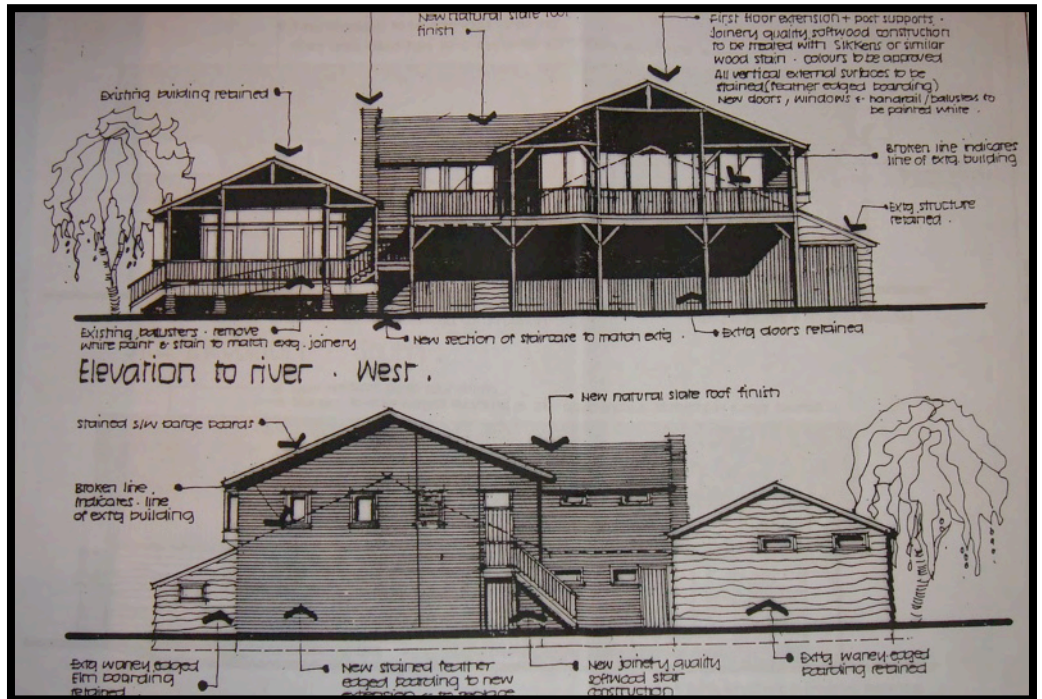 New natural slate roof
finish
First floor extension + post supports.
Joinery quality softwood construction
to be treated with Sikkens or similar
wood stain. colours to be approved
All vertical external surfaces to be
stained (feather edged boarding)
New doors, windows + handrail/balusters to
be painted white.
Existing building retained
Broken line indicates
line of extg building
Extg structure
retained.
Existing balusters. remove
white paint & stain to match extg. joinery
New section of staircase to match extg.
Extg doors retained
Elevation to river. West.
New natural slate roof finish
Stained s/w barge boards
Broken line
indicates. line
of extg building
Extg waney edged
Elm boarding
retained
New stained feather
edged boarding to new
extension & to replace
New joinery quality
softwood stair
construction
Extg waney edged
boarding retained